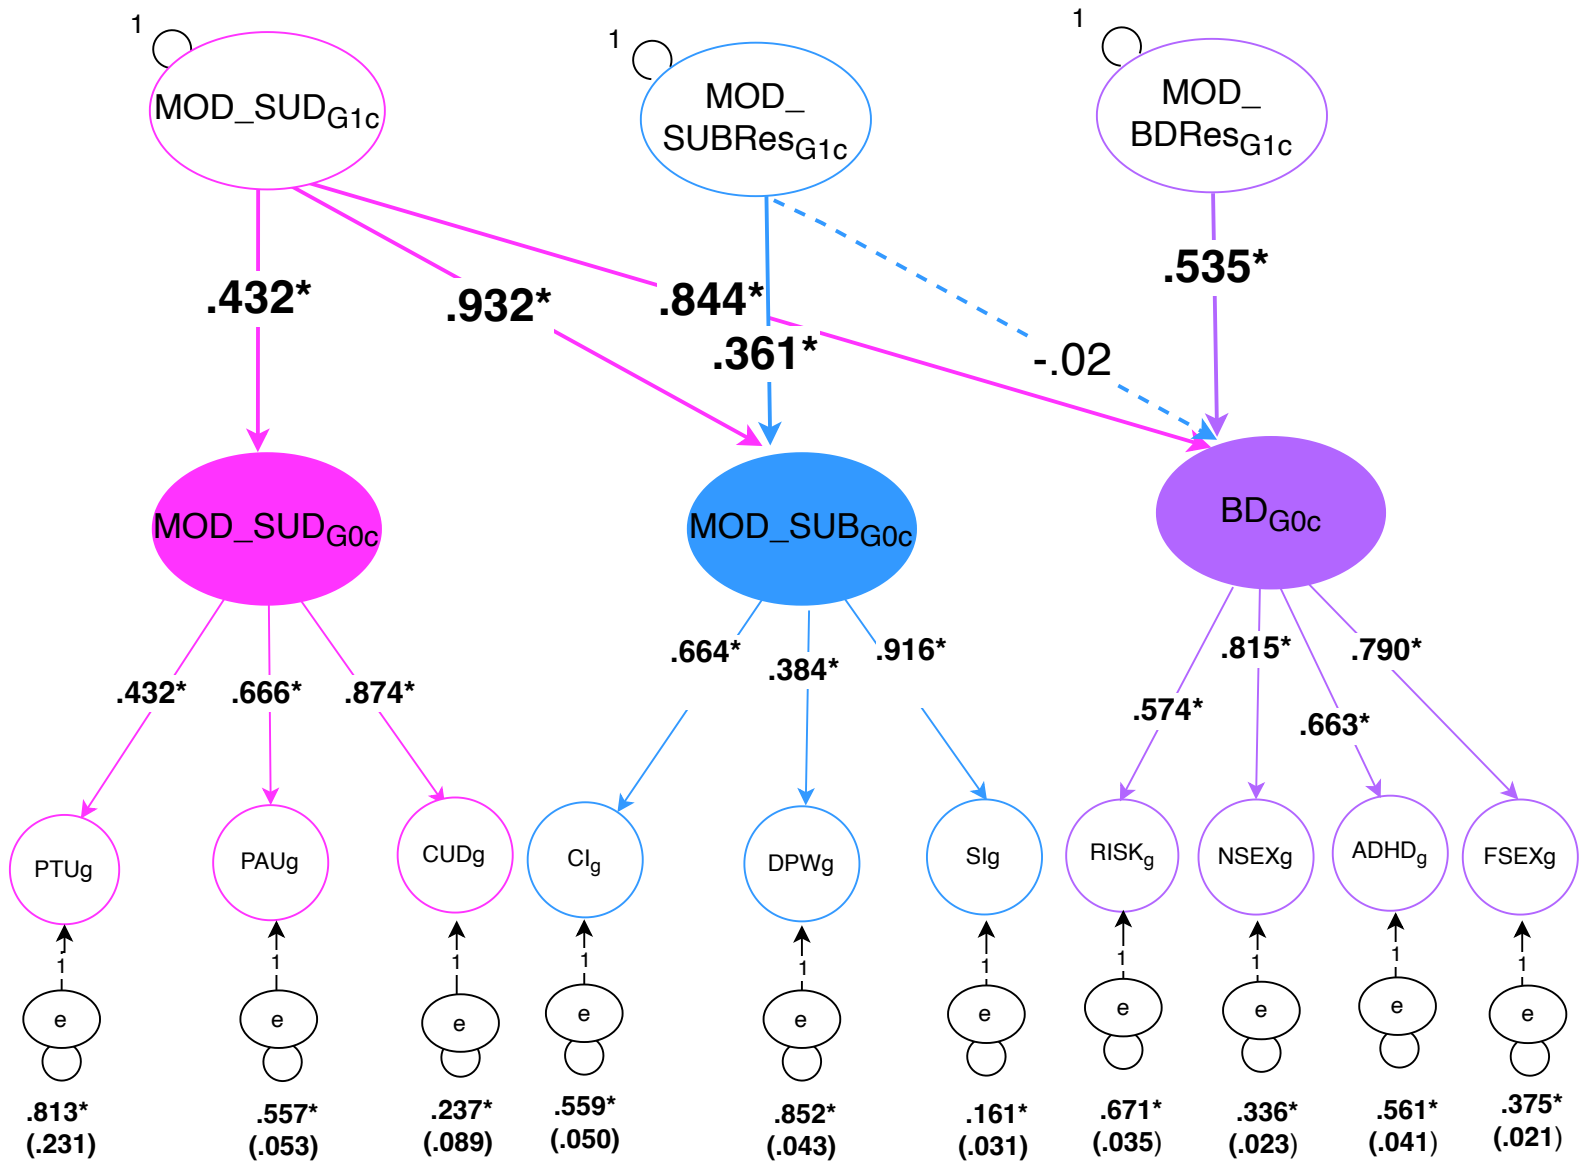 1
1
1
MOD_SUDG1c
MOD_
SUBResG1c
MOD_
BDResG1c
.432*
.932*
.844*
.361*
-.02
.535*
MOD_SUDG0c
MOD_SUBG0c
BDG0c
.432*
.666*
.874*
.664*
.384*
.916*
.574*
.815*
.663*
.790*
PTUg
PAUg
CUDg
CIg
DPWg
SIg
RISKg
NSEXg
ADHDg
FSEXg
1
1
1
1
1
1
1
1
1
1
e
e
e
e
e
e
e
e
e
e
.813*
(.231)
.557*
(.053)
.237*
(.089)
.559*
(.050)
.852*
(.043)
.161*
(.031)
.671*
(.035)
.336*
(.023)
.561*
(.041)
.375*
(.021)